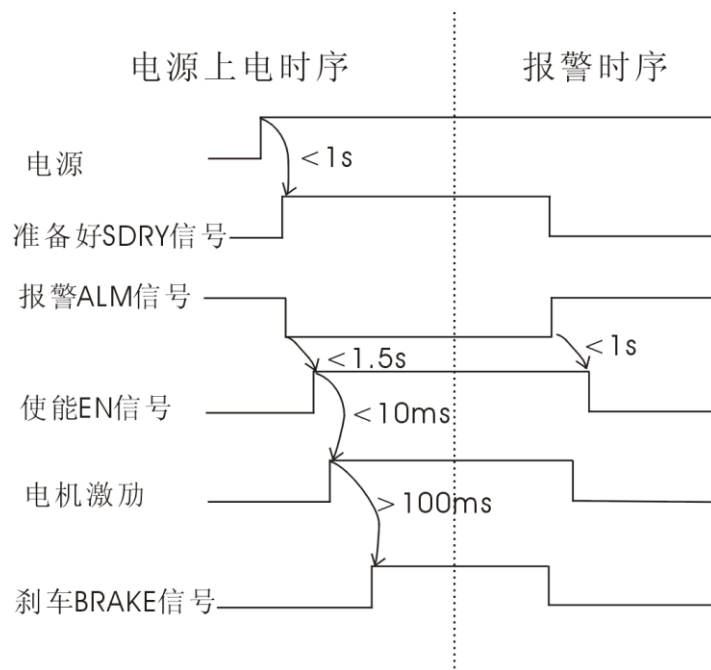 电源上电时序
报警时序
电源
<1s
准备好SDRY信号
报警ALM信号
<1.5s
<1s
使能EN信号
<10ms
电机激励
>100ms
刹车BRAKE信号